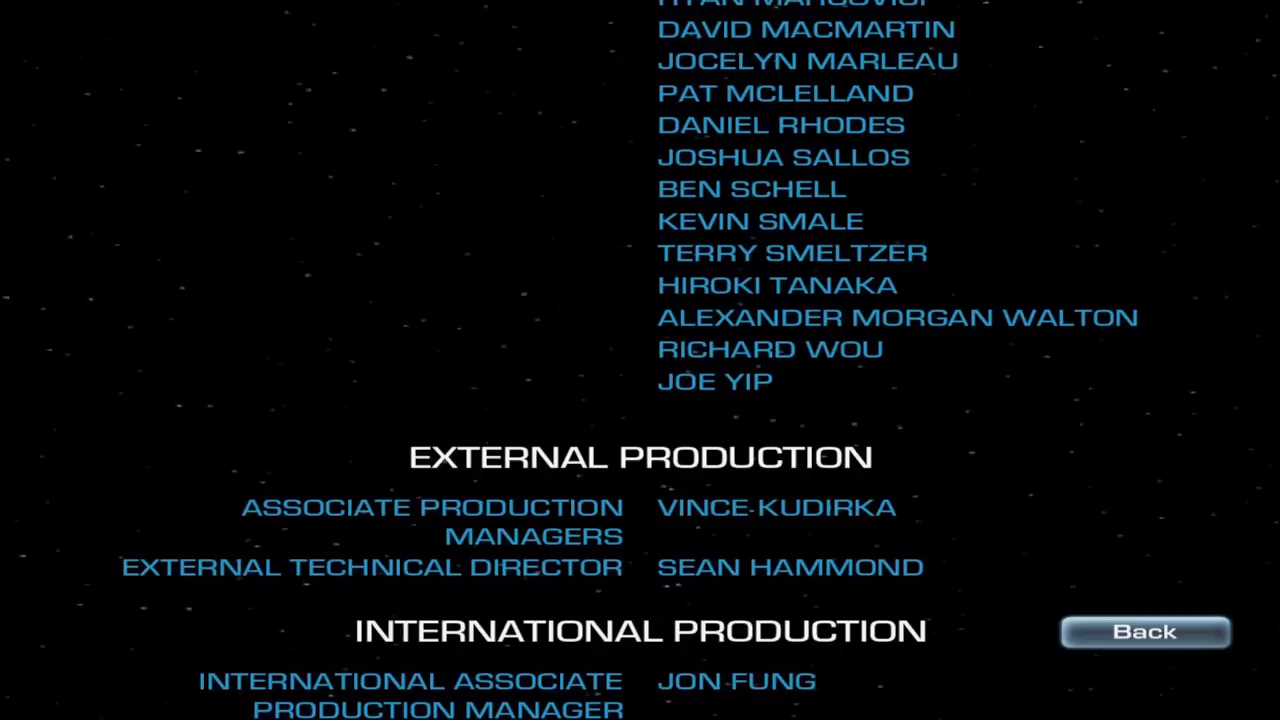 DAVID MACMARTIN
JOCELYN MARLEAU
PAT MCLELLAND
DANIEL RHODES
JOSHUA SALLOS
BEN SCHELL
KEVIN SMALE
TERRY SMELTZER
HIROKI TANAKA
ALEXANDER MORGAN WALTON
RICHARD WOU
JOE YIP
EXTERNAL PRODUCTION
ASSOCIATE PRODUCTION VINCE KUDIRKA
MANAGERS
EXTERNAL TECHNICAL DIRECTOR SEAN HAMMOND
INTERNATIONAL PRODUCTION
Back
INTERNATIONAL ASSOCIATE JON FUNG
PRODUCTION MANAGER